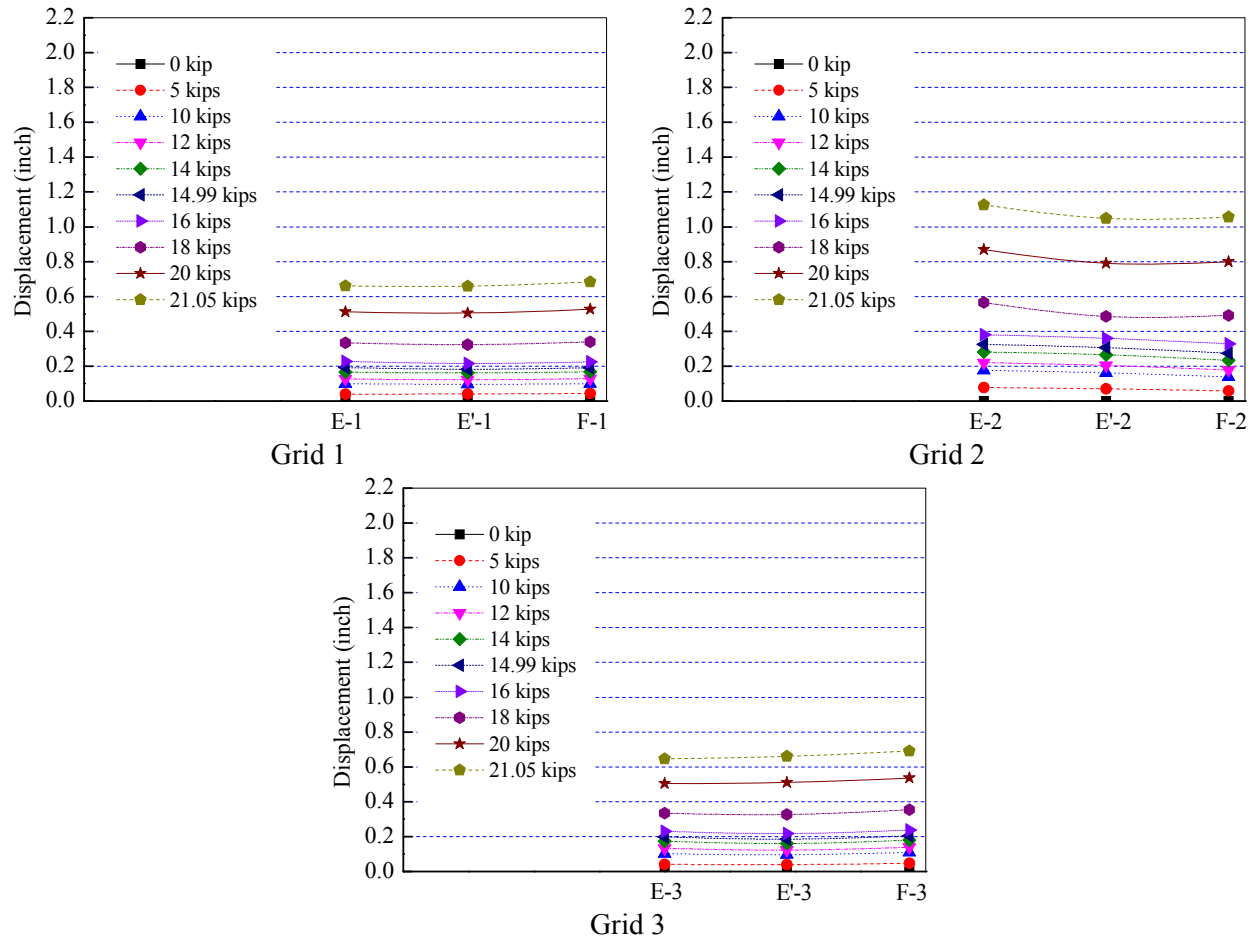 2.2
2.0
1.8
1.6
1.4
1.2
1.0
0.8
0.6
0.4
0.2
0.0
Displacement (inch)
0 kip
5 kips
10 kips
12 kips
14 kips
14.99 kips
16 kips
18 kips
20 kips
21.05 kips
E-1 E'-1 F-1
Grid 1
2.2
2.0
1.8
1.6
1.4
1.2
1.0
0.8
0.6
0.4
0.2
0.0
Displacement (inch)
0 kip
5 kips
10 kips
12 kips
14 kips
14.99 kips
16 kips
18 kips
20 kips
21.05 kips
E-2 E'-2 F-2
Grid 2
2.2
2.0
1.8
1.6
1.4
1.2
1.0
0.8
0.6
0.4
0.2
0.0
Displacement (inch)
0 kip
5 kips
10 kips
12 kips
14 kips
14.99 kips
16 kips
18 kips
20 kips
21.05 kips
E-3 E'-3 F-3
Grid 3